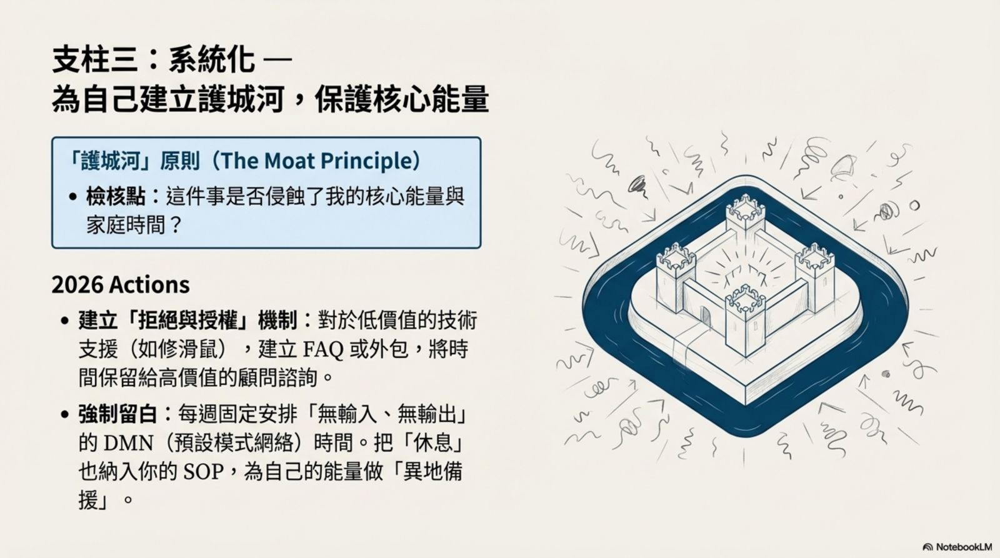 支柱三：系統化 —
為自己建立護城河，保護核心能量
「護城河」原則（The Moat Principle）
• 檢核點：這件事是否侵蝕了我的核心能量與
家庭時間？
2026 Actions
• 建立「拒絕與授權」機制：對於低價值的技術
支援（如修滑鼠），建立 FAQ 或外包，將時
間保留給高價值的顧問諮詢。
• 強制留白：每週固定安排「無輸入、無輸出」
的 DMN（預設模式網絡）時間。把「休息」
也納入你的 SOP，為自己的能量做「異地備
援」。
NotebookLM